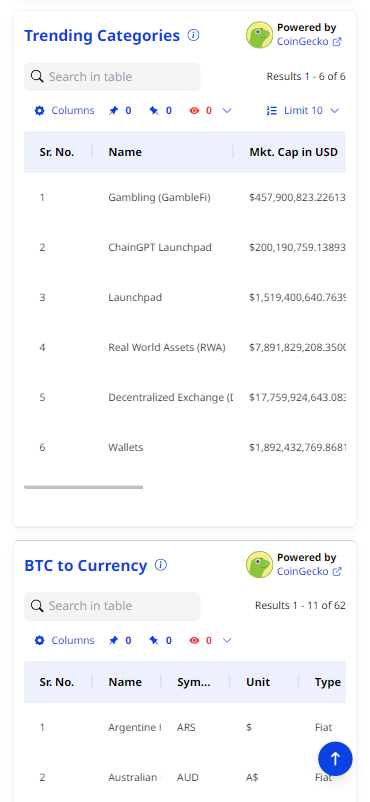 Trending Categories
Powered by
CoinGecko
Search in table
Results 1 - 6 of 6
Columns 0 0 0 Limit 10
Sr. No. Name Mkt. Cap in USD
1 Gambling (GambleFi) $457,900,823.22613
2 ChainGPT Launchpad $200,190,759.13893
3 Launchpad $1,519,400,640.7639
4 Real World Assets (RWA) $7,891,829,208.3500
5 Decentralized Exchange ( $17,759,924,643.083
6 Wallets $1,892,432,769.8681
BTC to Currency
Powered by
CoinGecko
Search in table
Results 1 - 11 of 62
Columns 0 0 0
Sr. No. Name Sym... Unit Type
1 Argentine ARS $ Fiat
2 Australian AUD A$ Fiat